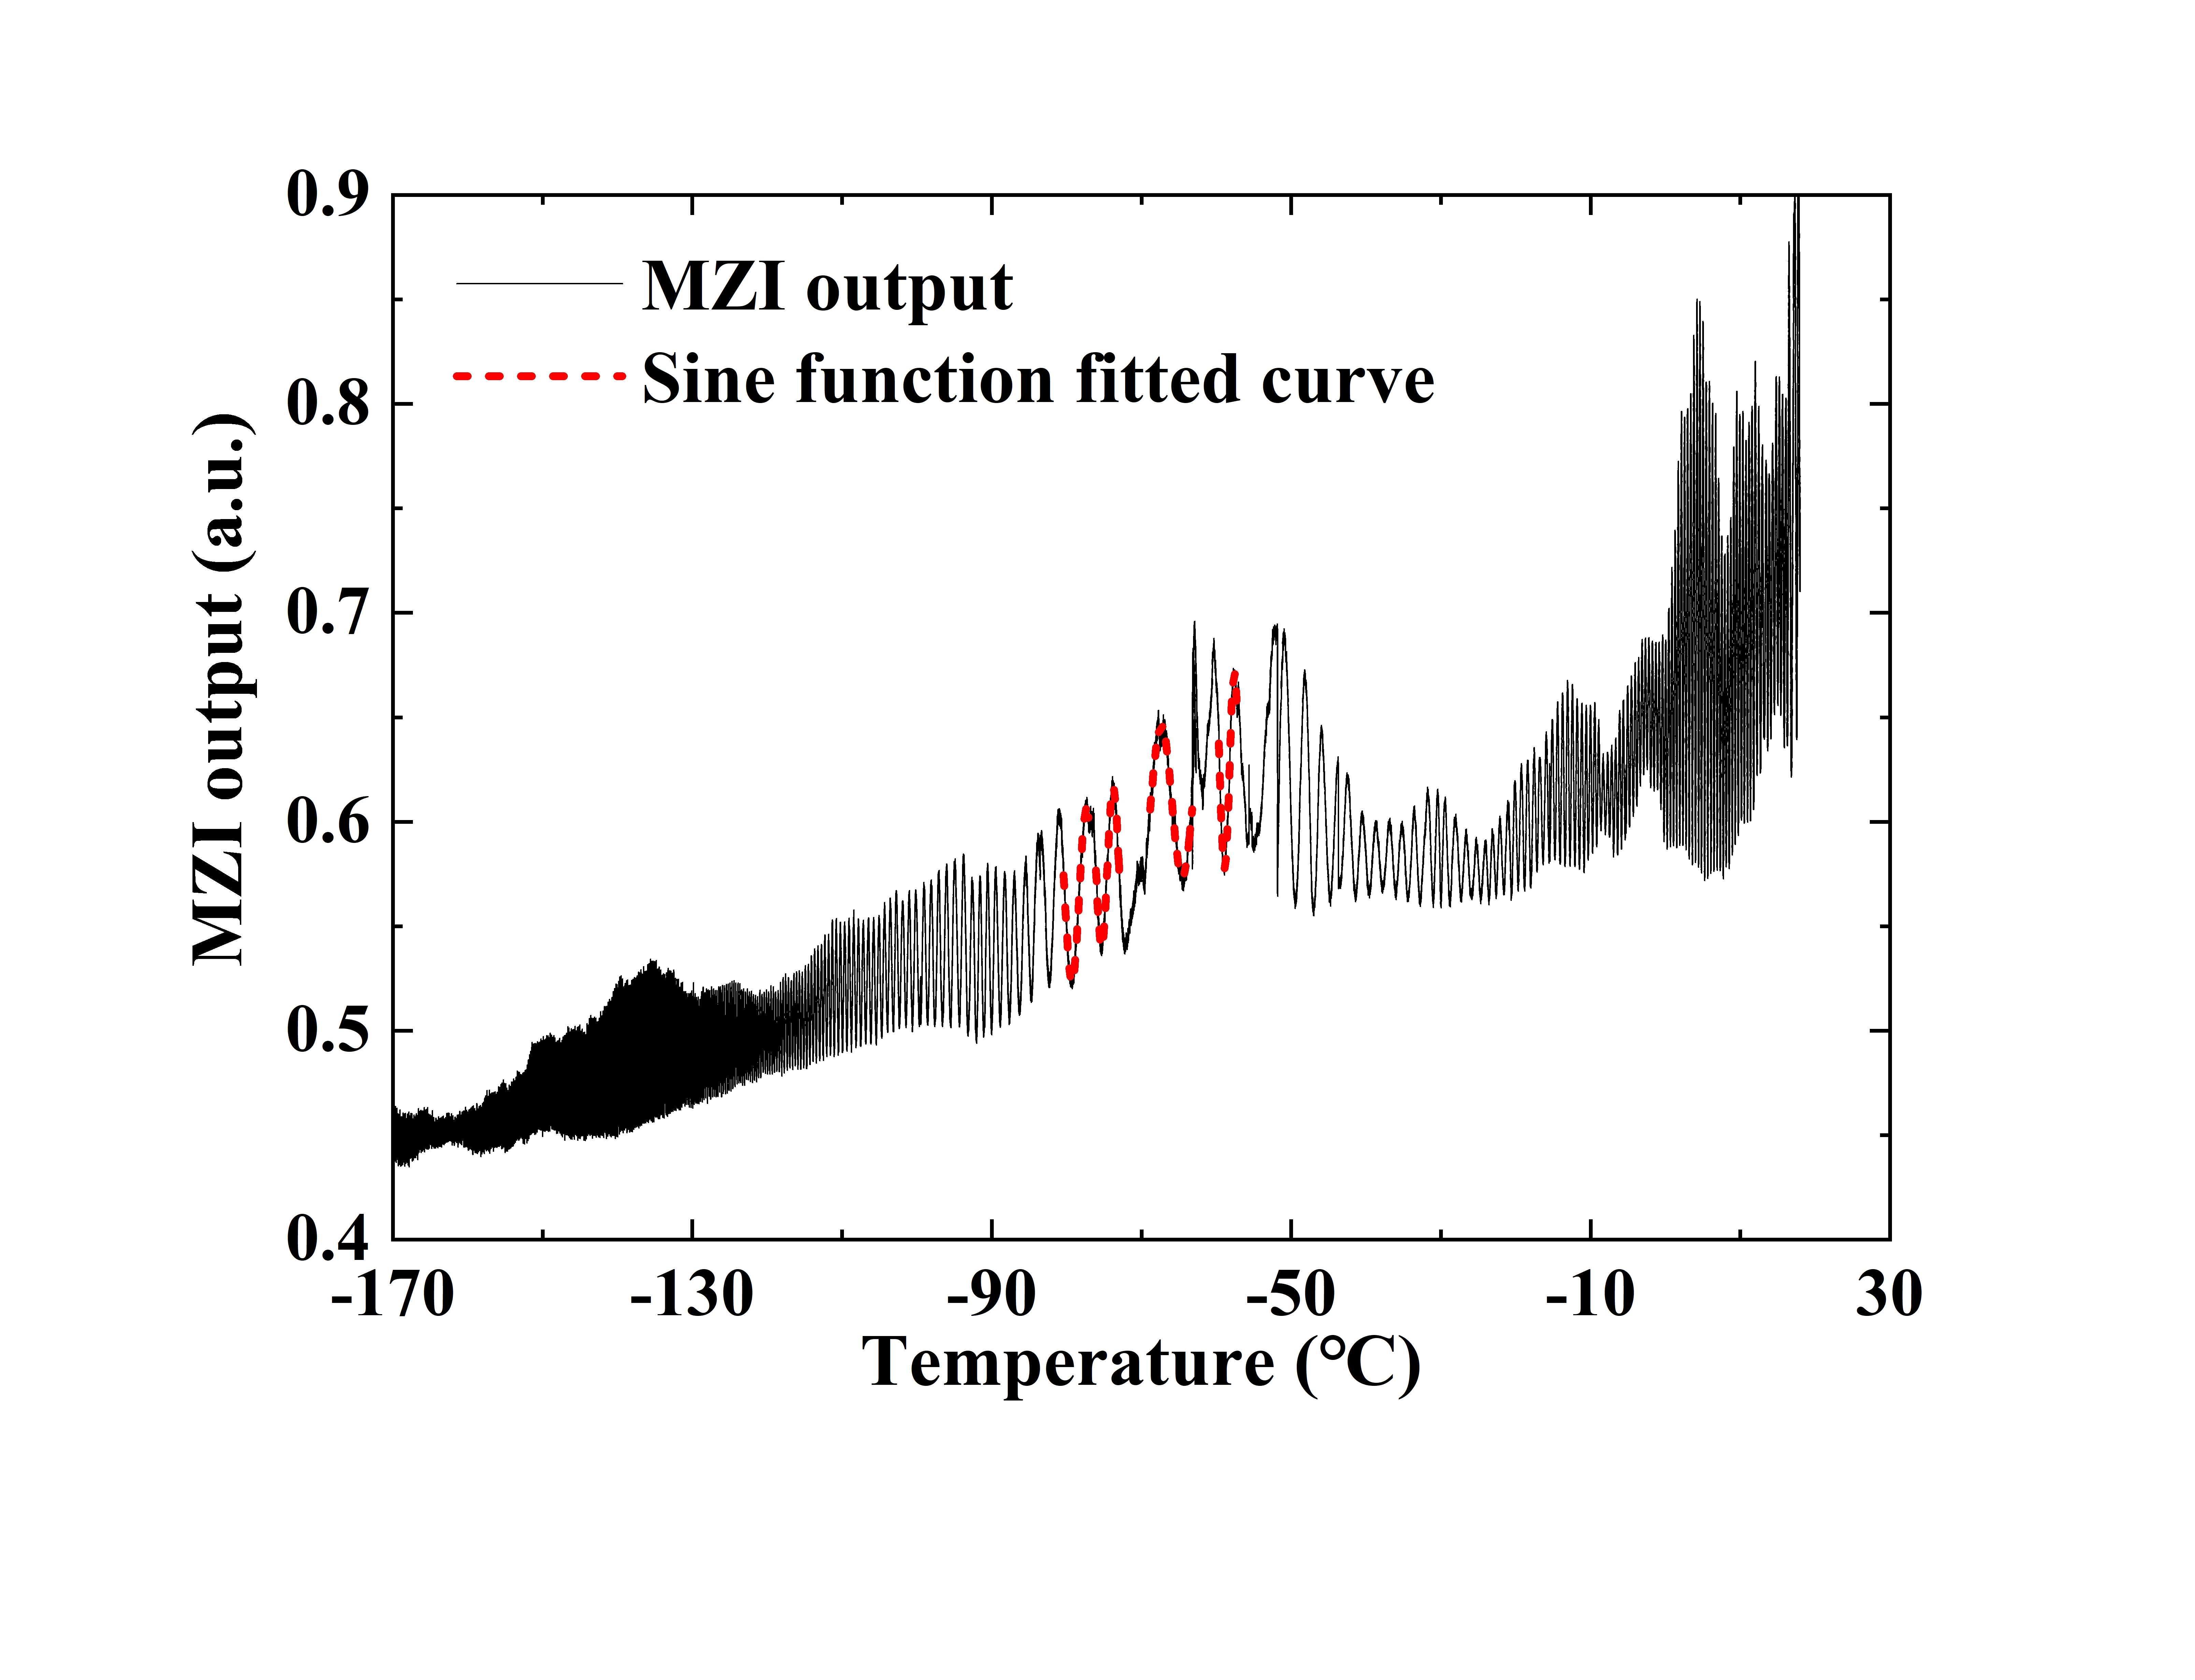 MZI output
Sine function fitted curve
MZI output (a.u.)
0.9
0.8
0.7
0.6
0.5
0.4
-170 -130 -90 -50 -10 30
Temperature (°C)